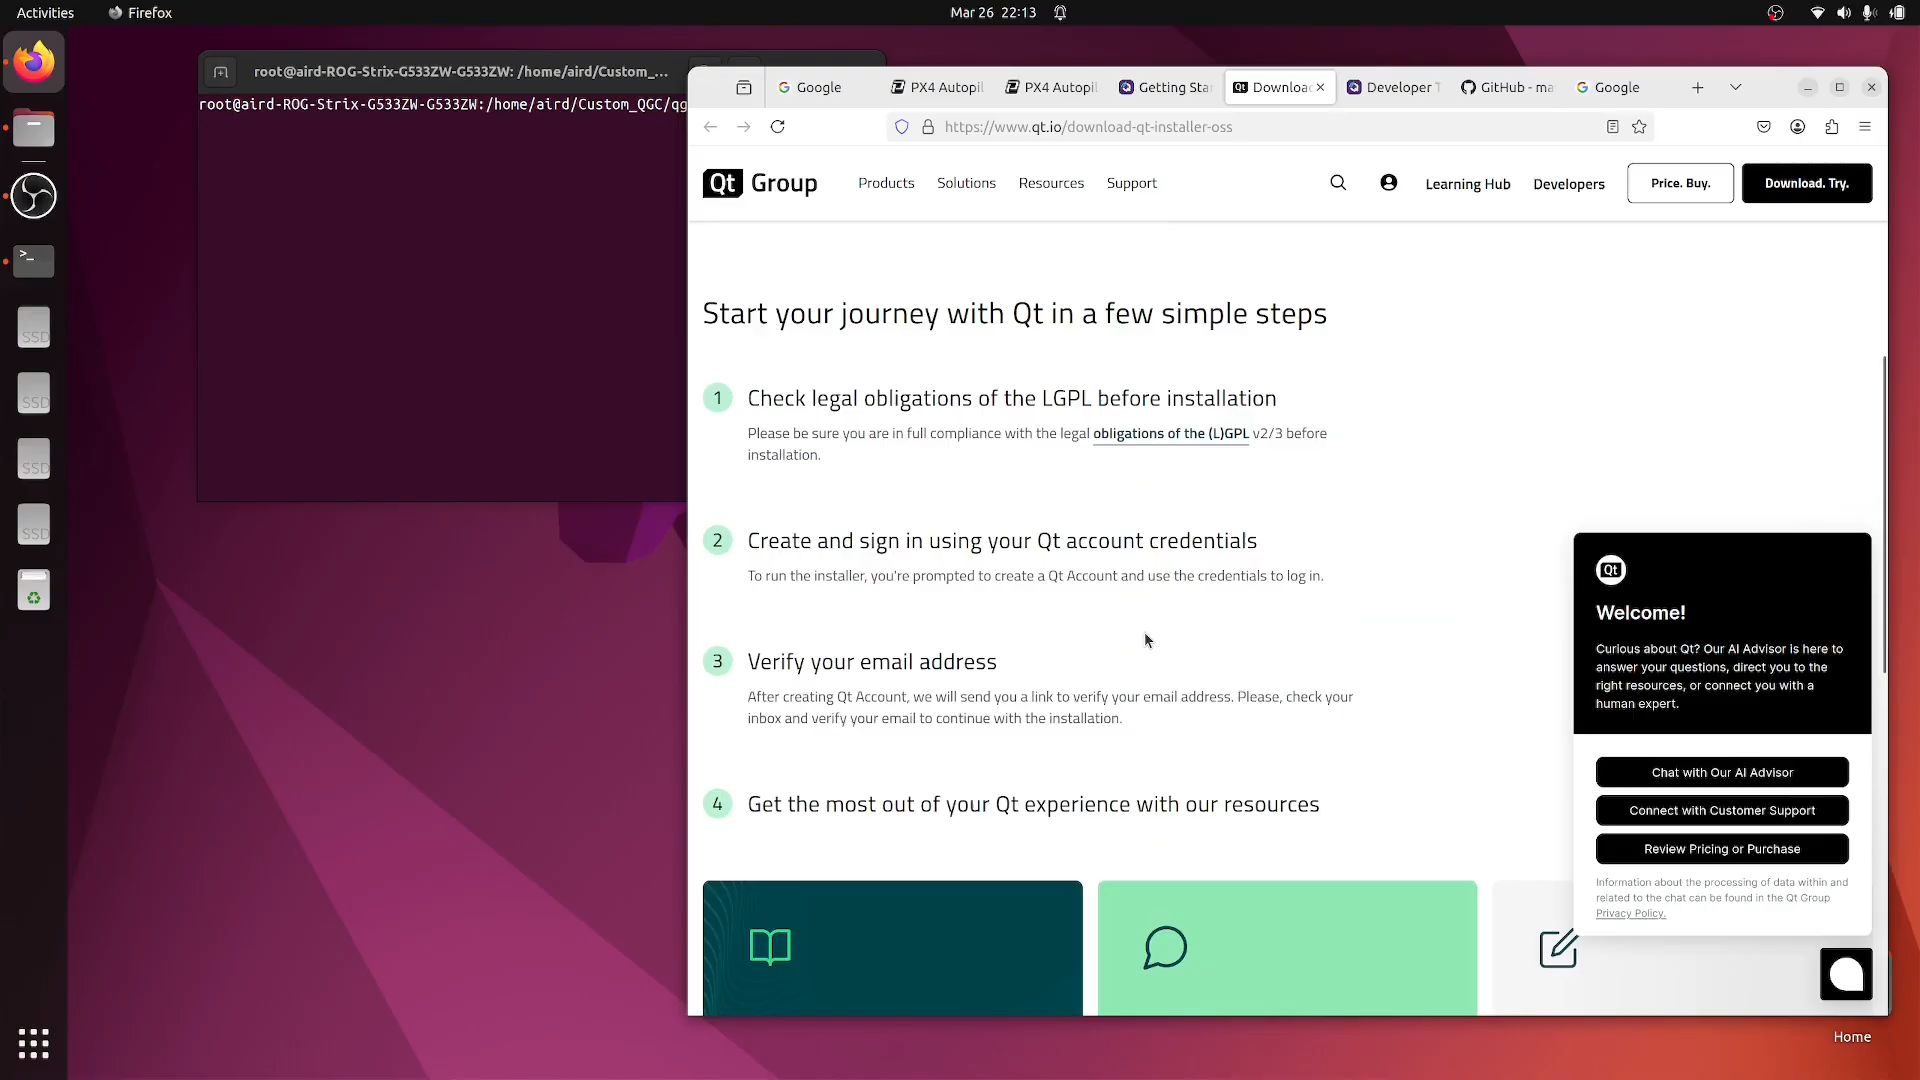 Activities
Firefox
Mar 26 22:13
root@aird-ROG-Strix-G533ZW-G533ZW: /home/aird/Custom_...
root@aird-ROG-Strix-G533ZW-G533ZW:/home/aird/Custom_QGC/qg
Google
PX4 Autopil
PX4 Autopil
Getting Sta
Downloac
Developer T
GitHub - ma
Google
https://www.qt.io/download-qt-installer-oss
Qt Group
Products
Solutions
Resources
Support
Learning Hub
Developers
Price. Buy.
Download. Try.
Start your journey with Qt in a few simple steps
1
Check legal obligations of the LGPL before installation
Please be sure you are in full compliance with the legal obligations of the (L)GPL v2/3 before
installation.
2
Create and sign in using your Qt account credentials
To run the installer, you're prompted to create a Qt Account and use the credentials to log in.
3
Verify your email address
After creating Qt Account, we will send you a link to verify your email address. Please, check your
inbox and verify your email to continue with the installation.
4
Get the most out of your Qt experience with our resources
Qt
Welcome!
Curious about Qt? Our AI Advisor is here to
answer your questions, direct you to the
right resources, or connect you with a
human expert.
Chat with Our AI Advisor
Connect with Customer Support
Review Pricing or Purchase
Information about the processing of data within and
related to the chat can be found in the Qt Group
Privacy Policy.
SSD
SSD
SSD
SSD
Home